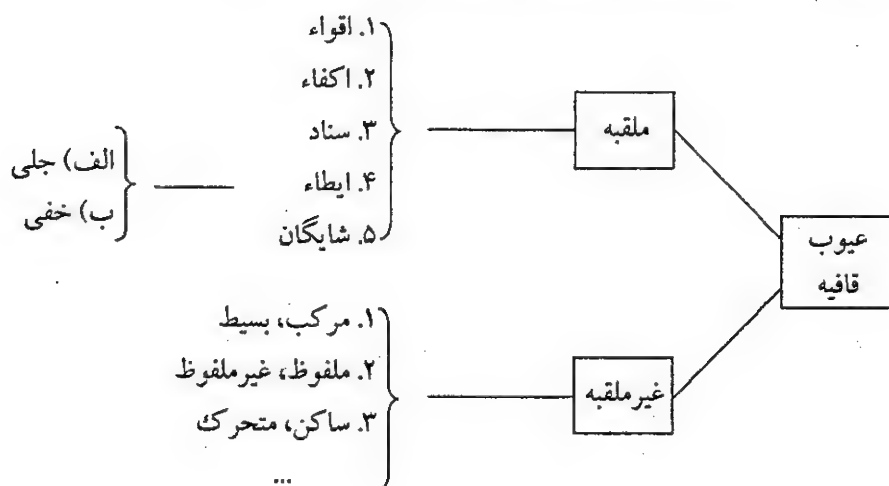 عیوب
قافیه
ملقبه
۱. اقواء
۲. اکفاء
۳. سناد
۴. ایطاء
۵. شایگان
الف) جلی
ب) خفی
غیرملقبه
۱. مرکب، بسیط
۲. ملفوظ، غیرملفوظ
۳. ساکن، متحرک
...